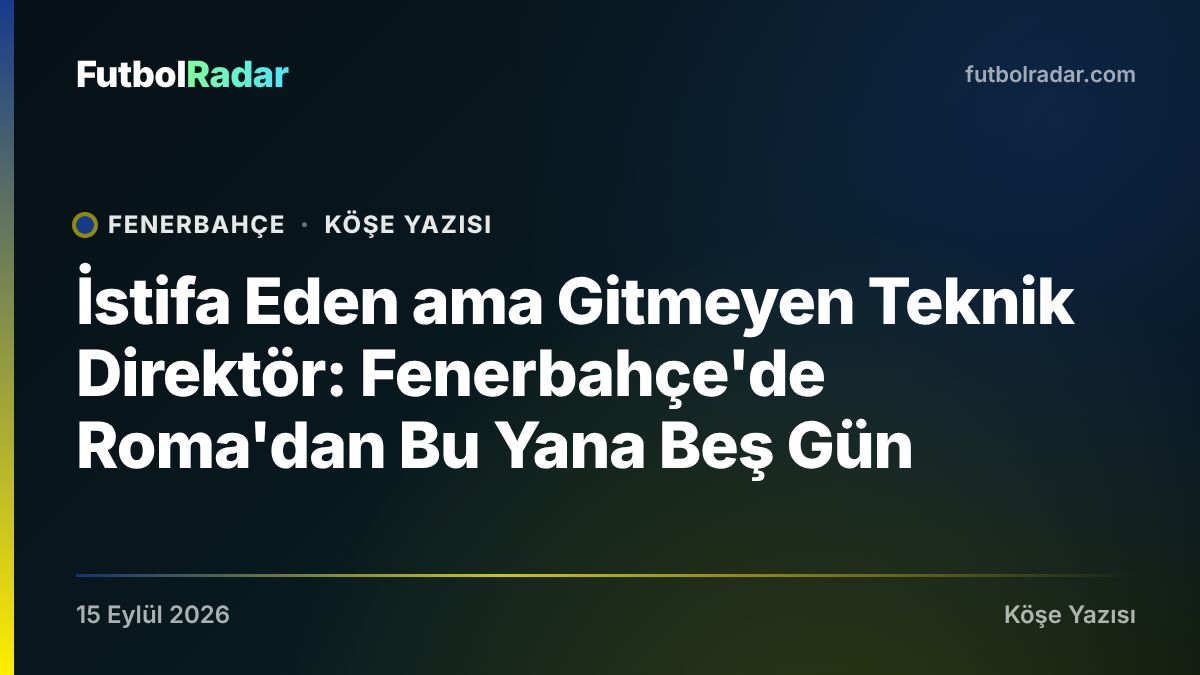 FutbolRadar
futbolradar.com
FENERBAHÇE · KÖŞE YAZISI
İstifa Eden ama Gitmeyen Teknik
Direktör: Fenerbahçe'de
Roma'dan Bu Yana Beş Gün
15 Eylül 2026
Köşe Yazısı